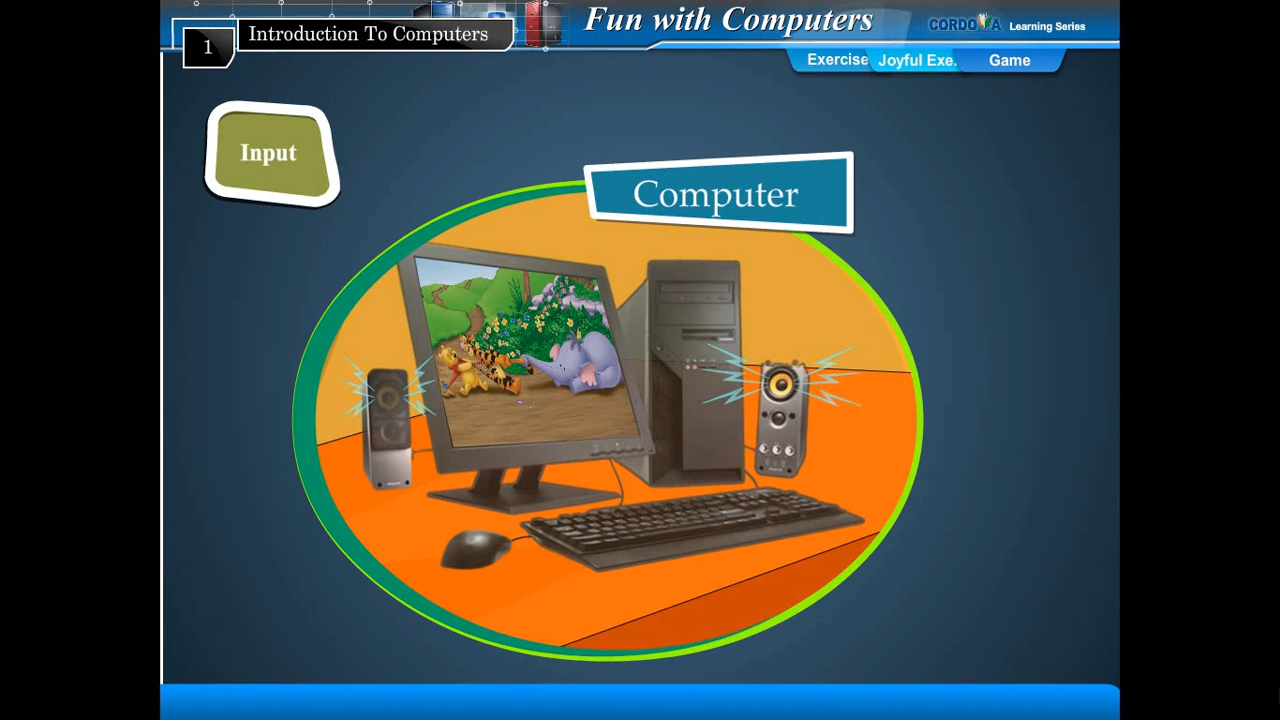 Fun with Computers
CORDOVA Learning Series
1
Introduction To Computers
Exercise
Joyful Exe.
Game
Input
Computer